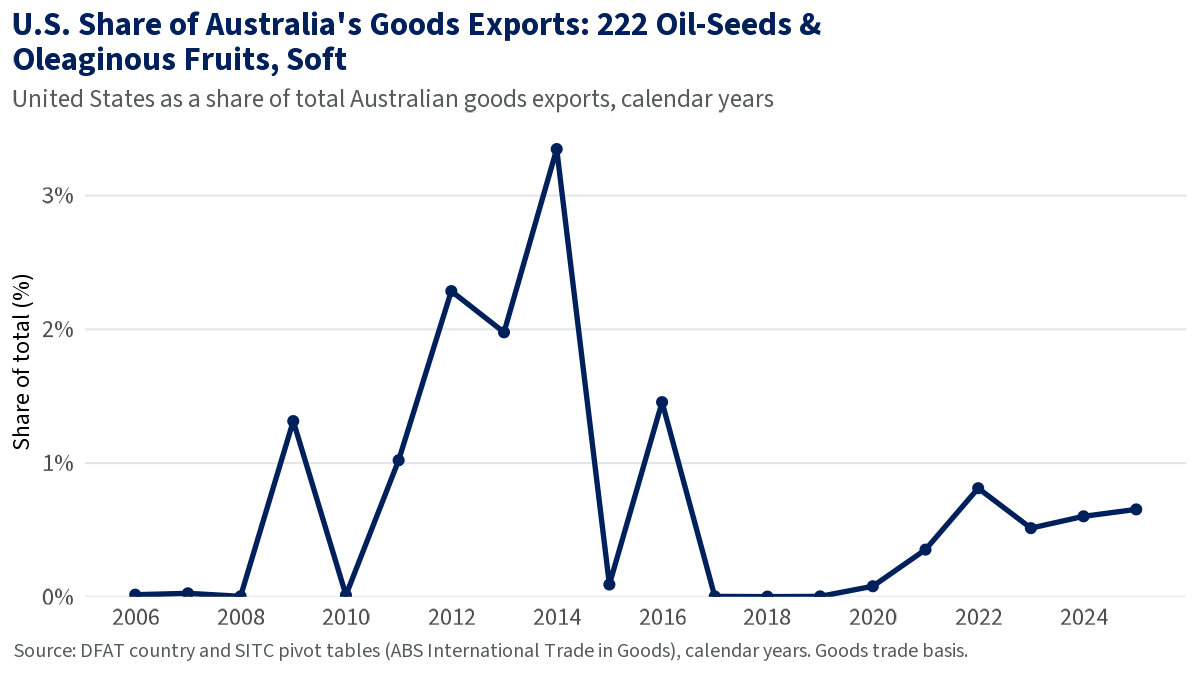 U.S. Share of Australia's Goods Exports: 222 Oil-Seeds &
Oleaginous Fruits, Soft
United States as a share of total Australian goods exports, calendar years
Share of total (%)
3%
2%
1%
0%
2006 2008 2010 2012 2014 2016 2018 2020 2022 2024
Source: DFAT country and SITC pivot tables (ABS International Trade in Goods), calendar years. Goods trade basis.